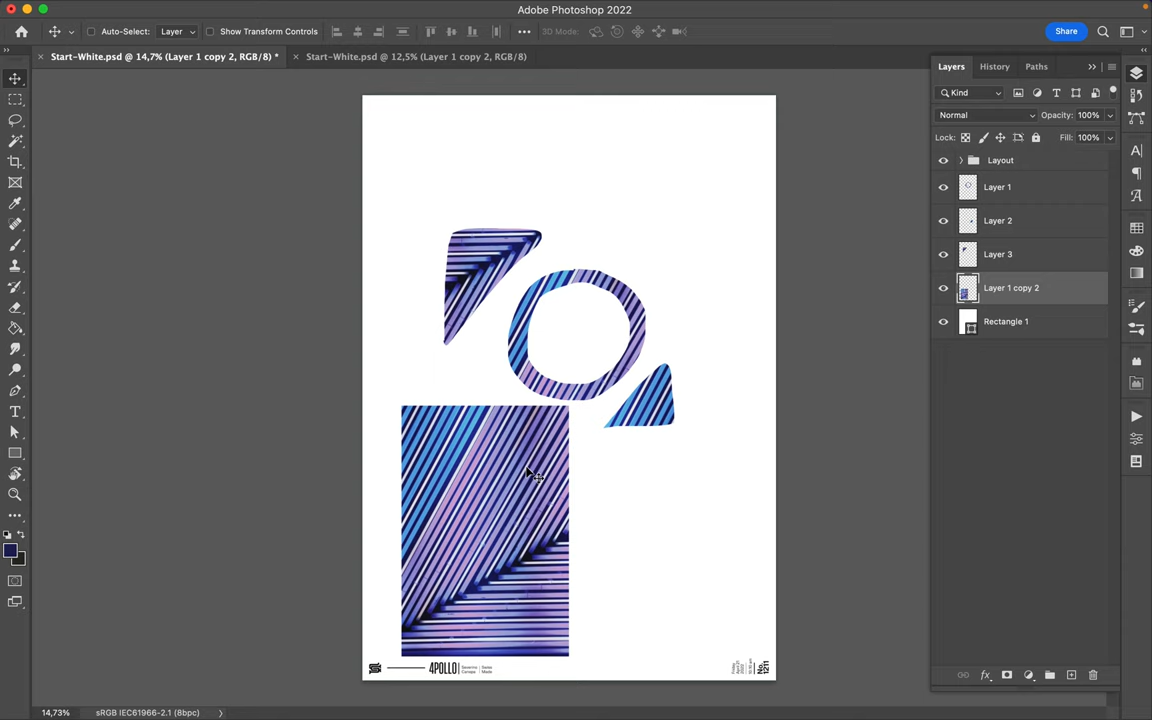 Adobe Photoshop 2022
Auto-Select: Layer Show Transform Controls 3D Mode: Share
Start-White.psd @ 14,7% (Layer 1 copy 2, RGB/8) *
Start-White.psd @ 12,5% (Layer 1 copy 2, RGB/8)
Layers History Paths
Kind
Normal Opacity: 100%
Lock: Fill: 100%
Layout
Layer 1
Layer 2
Layer 3
Layer 1 copy 2
Rectangle 1
4POLLO
No.
1211
14,73% sRGB IEC61966-2.1 (8bpc)